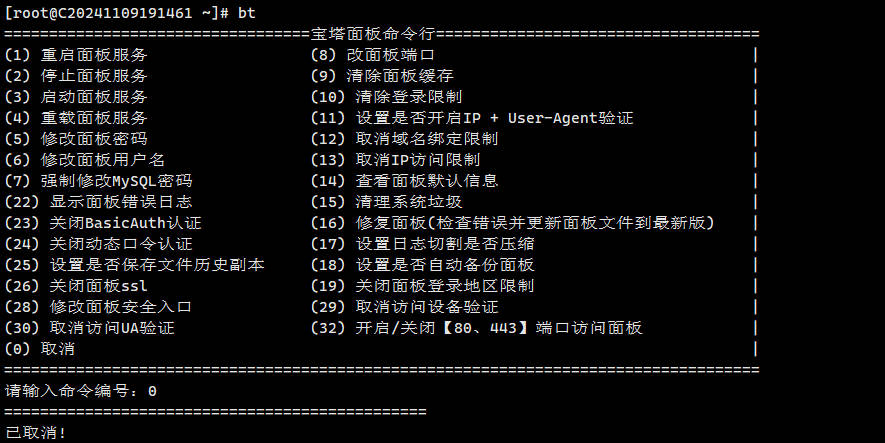 [root@C20241109191461 ~]# bt
==================================宝塔面板命令行====================================
(1) 重启面板服务 (8) 改面板端口 |
(2) 停止面板服务 (9) 清除面板缓存 |
(3) 启动面板服务 (10) 清除登录限制 |
(4) 重载面板服务 (11) 设置是否开启IP + User-Agent验证 |
(5) 修改面板密码 (12) 取消域名绑定限制 |
(6) 修改面板用户名 (13) 取消IP访问限制 |
(7) 强制修改MySQL密码 (14) 查看面板默认信息 |
(22) 显示面板错误日志 (15) 清理系统垃圾 |
(23) 关闭BasicAuth认证 (16) 修复面板(检查错误并更新面板文件到最新版) |
(24) 关闭动态口令认证 (17) 设置日志切割是否压缩 |
(25) 设置是否保存文件历史副本 (18) 设置是否自动备份面板 |
(26) 关闭面板ssl (19) 关闭面板登录地区限制 |
(28) 修改面板安全入口 (29) 取消访问设备验证 |
(30) 取消访问UA验证 (32) 开启/关闭【80、443】端口访问面板 |
(0) 取消 |
====================================================================================
请输入命令编号：0
===============================================
已取消!